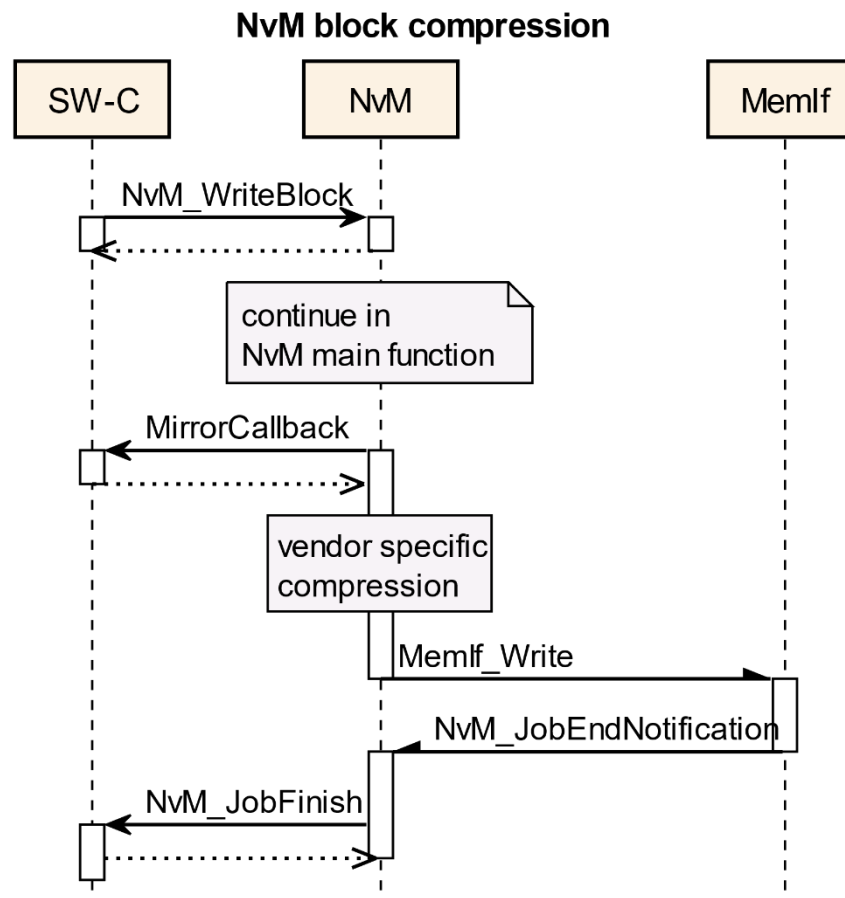 NvM block compression
SW-C
NvM
MemIf
NvM_WriteBlock
continue in
NvM main function
MirrorCallback
vendor specific
compression
MemIf_Write
NvM_JobEndNotification
NvM_JobFinish